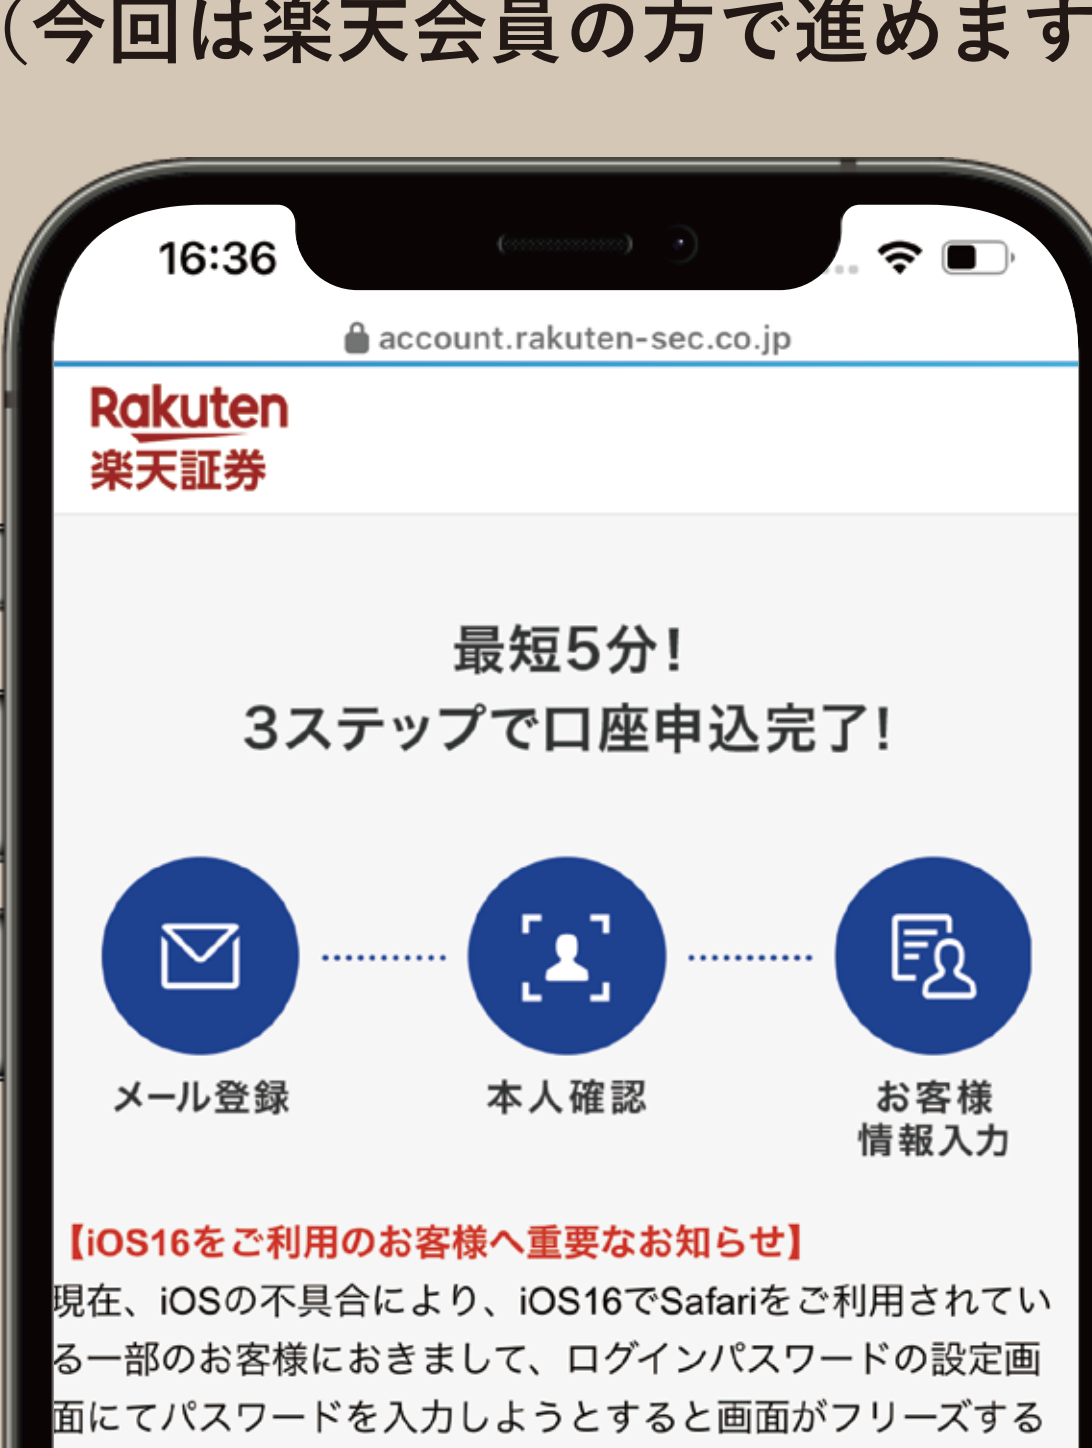 （今回は楽天会員の方で進めます
16:36
account.rakuten-sec.co.jp
Rakuten
楽天証券
最短5分！
3ステップで口座申込完了！
メール登録
本人確認
お客様
情報入力
【iOS16をご利用のお客様へ重要なお知らせ】
現在、iOSの不具合により、iOS16でSafariをご利用されてい
る一部のお客様におきまして、ログインパスワードの設定画
面にてパスワードを入力しようとすると画面がフリーズする